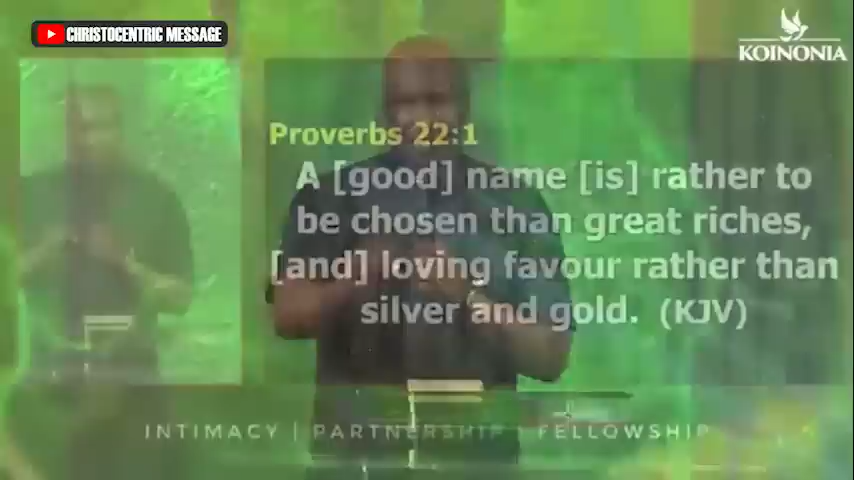 CHRISTOCENTRIC MESSAGE
KOINONIA
Proverbs 22:1
A [good] name [is] rather to
be chosen than great riches,
[and] loving favour rather than
silver and gold. (KJV)
INTIMACY | PARTNERSHIP | FELLOWSHIP